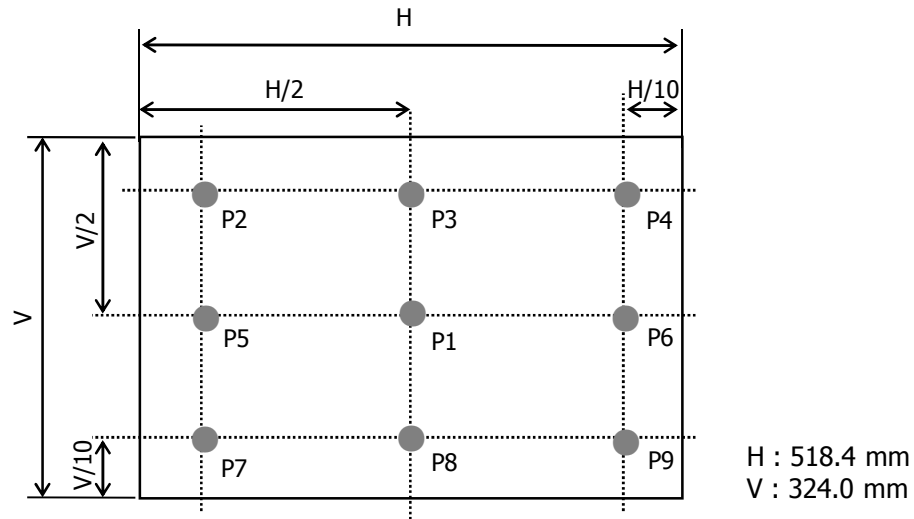 H
H/2
H/10
P2
P3
P4
V/2
V
P5
P1
P6
V/10
P7
P8
P9
H : 518.4 mm
V : 324.0 mm